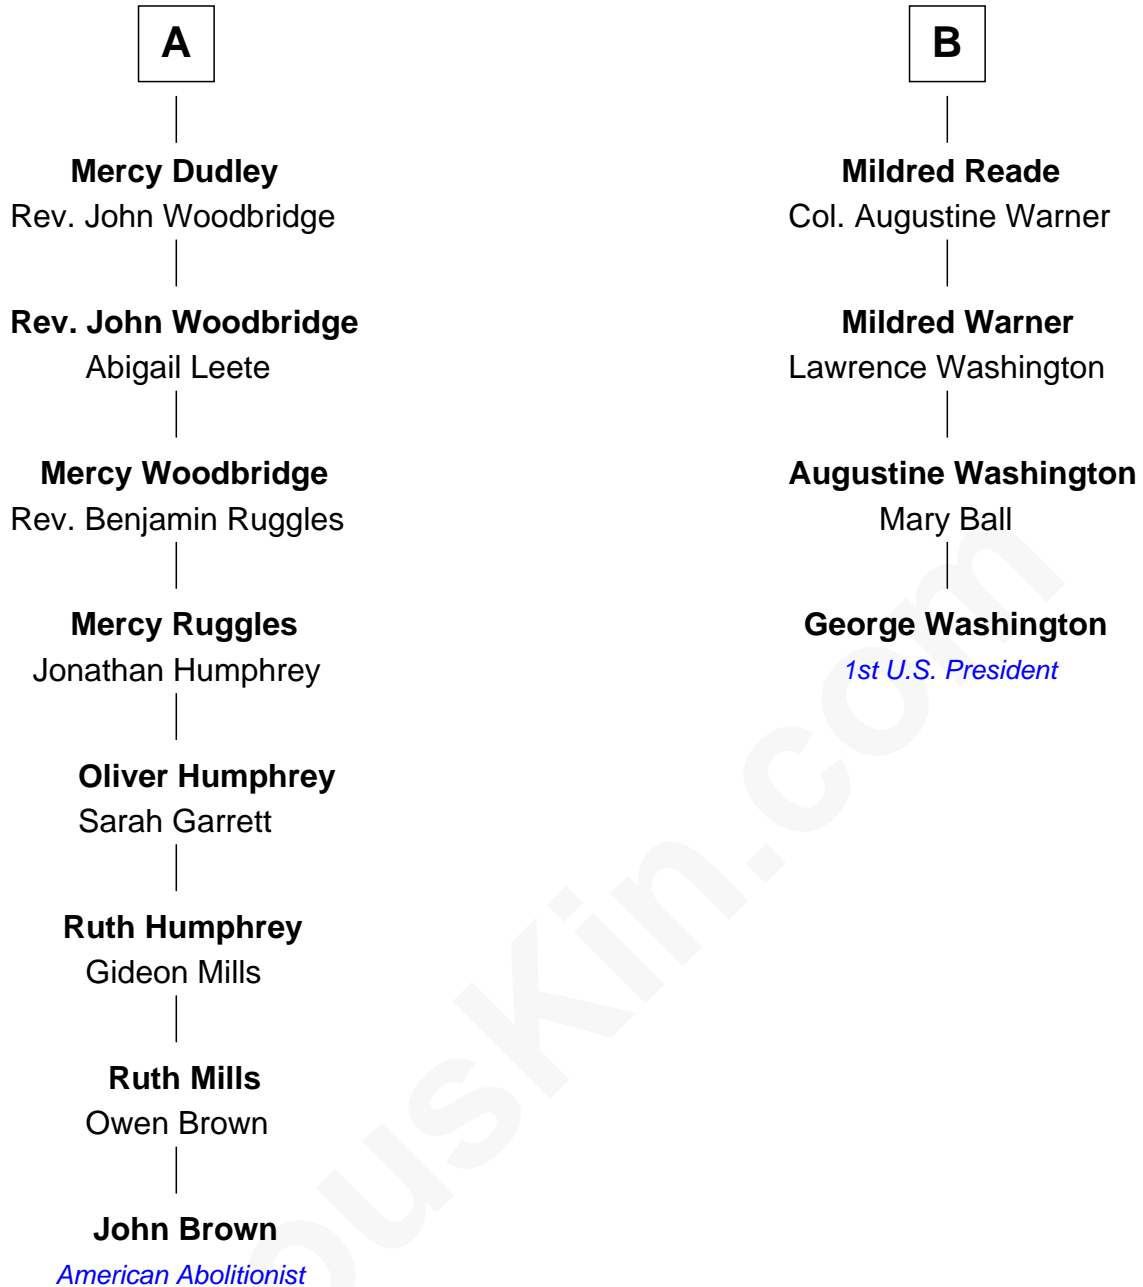 A
Mercy Dudley
Rev. John Woodbridge
Rev. John Woodbridge
Abigail Leete
Mercy Woodbridge
Rev. Benjamin Ruggles
Mercy Ruggles
Jonathan Humphrey
Oliver Humphrey
Sarah Garrett
Ruth Humphrey
Gideon Mills
Ruth Mills
Owen Brown
John Brown
American Abolitionist
B
Mildred Reade
Col. Augustine Warner
Mildred Warner
Lawrence Washington
Augustine Washington
Mary Ball
George Washington
1st U.S. President
ousKin.com